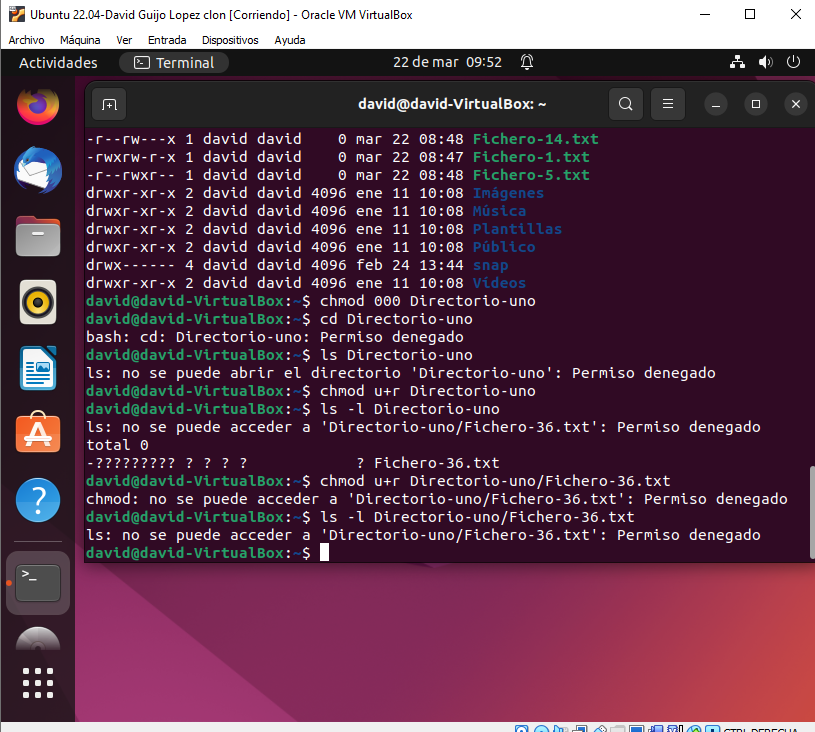 Ubuntu 22.04-David Guijo Lopez clon [Corriendo] - Oracle VM VirtualBox
Archivo Máquina Ver Entrada Dispositivos Ayuda
Actividades Terminal 22 de mar 09:52
david@david-VirtualBox: ~
-r--rw---x 1 david david 0 mar 22 08:48 Fichero-14.txt
-rwxrw-r-x 1 david david 0 mar 22 08:47 Fichero-1.txt
-r--rwxr-- 1 david david 0 mar 22 08:48 Fichero-5.txt
drwxr-xr-x 2 david david 4096 ene 11 10:08 Imágenes
drwxr-xr-x 2 david david 4096 ene 11 10:08 Música
drwxr-xr-x 2 david david 4096 ene 11 10:08 Plantillas
drwxr-xr-x 2 david david 4096 ene 11 10:08 Público
drwx------ 4 david david 4096 feb 24 13:44 snap
drwxr-xr-x 2 david david 4096 ene 11 10:08 Vídeos
david@david-VirtualBox:~$ chmod 000 Directorio-uno
david@david-VirtualBox:~$ cd Directorio-uno
bash: cd: Directorio-uno: Permiso denegado
david@david-VirtualBox:~$ ls Directorio-uno
ls: no se puede abrir el directorio 'Directorio-uno': Permiso denegado
david@david-VirtualBox:~$ chmod u+r Directorio-uno
david@david-VirtualBox:~$ ls -l Directorio-uno
ls: no se puede acceder a 'Directorio-uno/Fichero-36.txt': Permiso denegado
total 0
-????????? ? ? ? ? ? Fichero-36.txt
david@david-VirtualBox:~$ chmod u+r Directorio-uno/Fichero-36.txt
chmod: no se puede acceder a 'Directorio-uno/Fichero-36.txt': Permiso denegado
david@david-VirtualBox:~$ ls -l Directorio-uno/Fichero-36.txt
ls: no se puede acceder a 'Directorio-uno/Fichero-36.txt': Permiso denegado
david@david-VirtualBox:~$
CTRL DERECHA